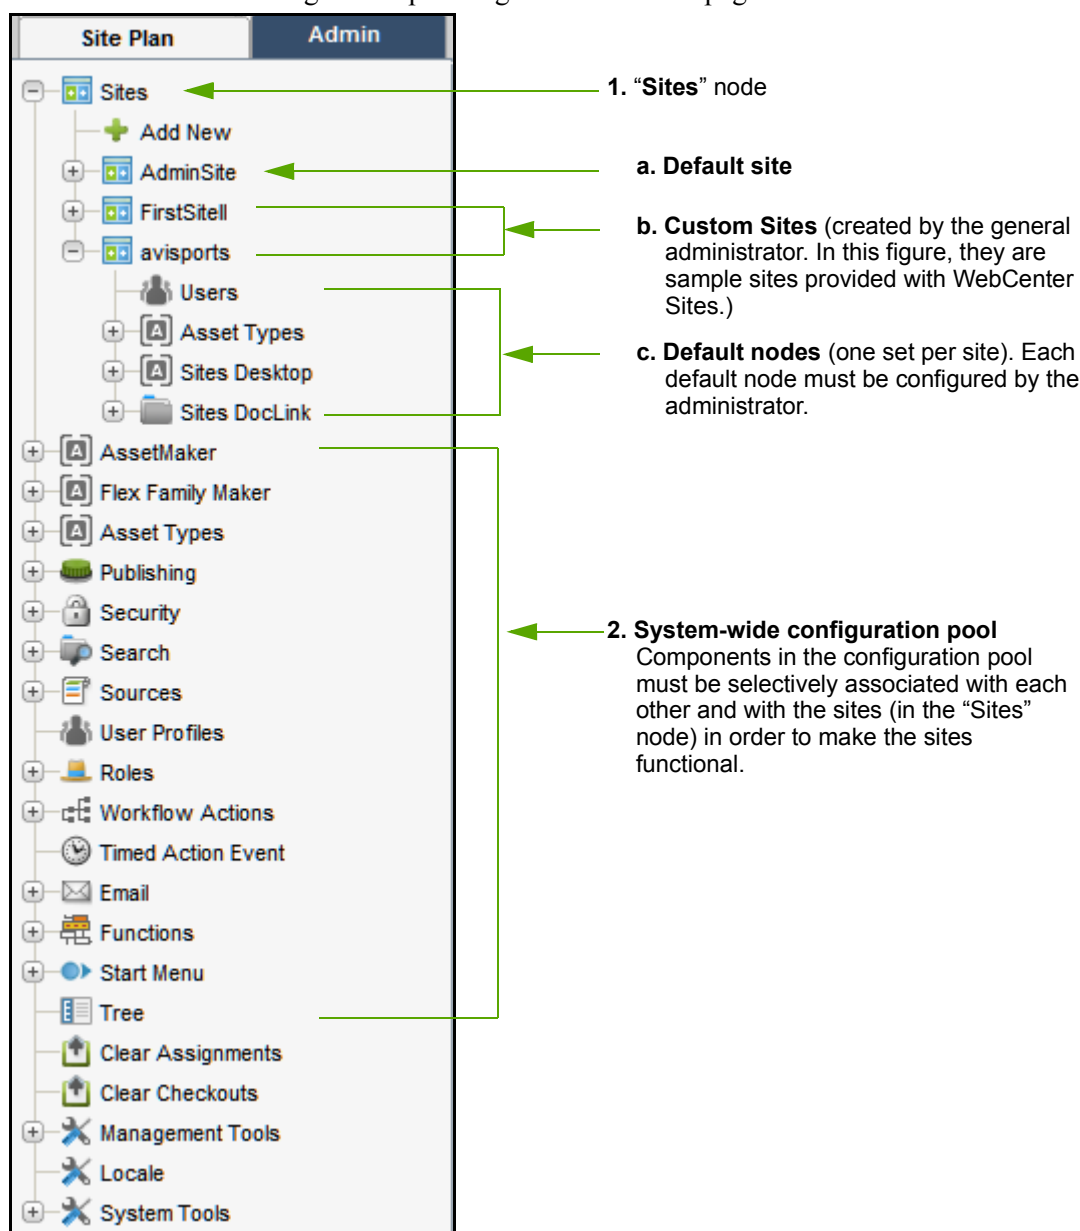 Site Plan
Admin
Sites
Add New
AdminSite
FirstSiteII
avisports
Users
Asset Types
Sites Desktop
Sites DocLink
AssetMaker
Flex Family Maker
Asset Types
Publishing
Security
Search
Sources
User Profiles
Roles
Workflow Actions
Timed Action Event
Email
Functions
Start Menu
Tree
Clear Assignments
Clear Checkouts
Management Tools
Locale
System Tools
1. “Sites” node
a. Default site
b. Custom Sites (created by the general
administrator. In this figure, they are
sample sites provided with WebCenter
Sites.)
c. Default nodes (one set per site). Each
default node must be configured by the
administrator.
2. System-wide configuration pool
Components in the configuration pool
must be selectively associated with each
other and with the sites (in the “Sites”
node) in order to make the sites
functional.